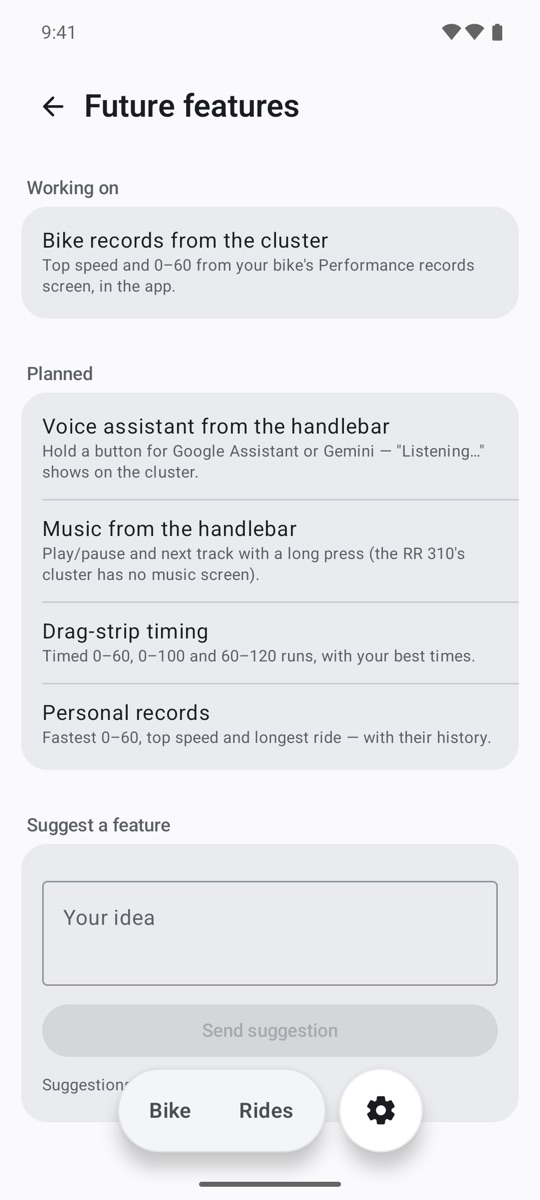 9:41
Future features
Working on
Bike records from the cluster
Top speed and 0–60 from your bike's Performance records
screen, in the app.
Planned
Voice assistant from the handlebar
Hold a button for Google Assistant or Gemini — "Listening…"
shows on the cluster.
Music from the handlebar
Play/pause and next track with a long press (the RR 310's
cluster has no music screen).
Drag-strip timing
Timed 0–60, 0–100 and 60–120 runs, with your best times.
Personal records
Fastest 0–60, top speed and longest ride — with their history.
Suggest a feature
Your idea
Send suggestion
Suggestions
Bike Rides